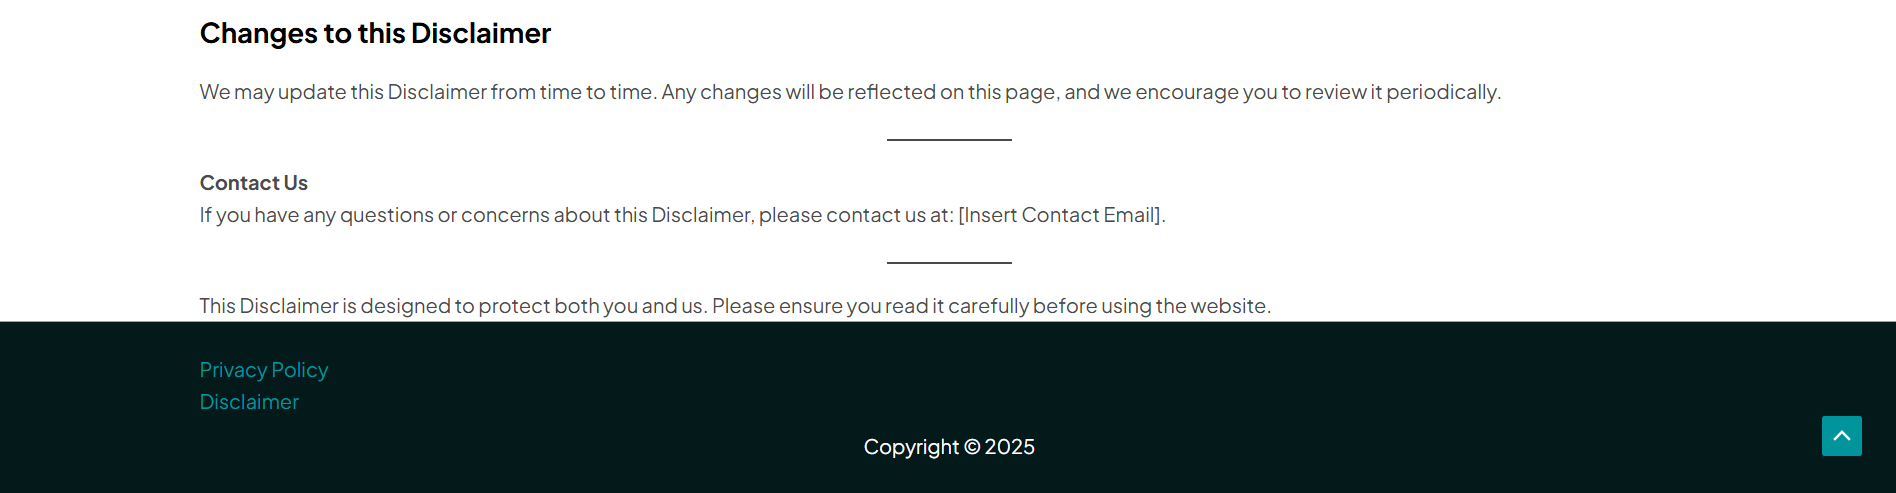 Changes to this Disclaimer
We may update this Disclaimer from time to time. Any changes will be reflected on this page, and we encourage you to review it periodically.
Contact Us
If you have any questions or concerns about this Disclaimer, please contact us at: [Insert Contact Email].
This Disclaimer is designed to protect both you and us. Please ensure you read it carefully before using the website.
Privacy Policy
Disclaimer
Copyright © 2025